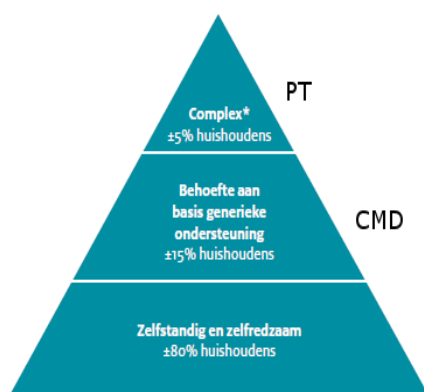 PT
Complex*
±5% huishoudens
Behoefte aan
basis generieke
ondersteuning
±15% huishoudens
CMD
Zelfstandig en zelfredzaam
±80% huishoudens